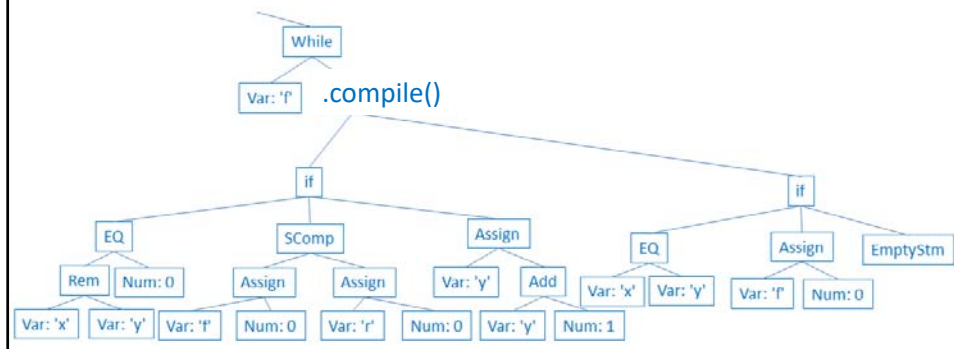 While
Var: 'f' .compile()
if if
EQ SComp Assign EQ Assign EmptyStm
Rem Num: 0 Assign Assign Var: 'y' Add Var: 'x' Var: 'y' Var: 'f' Num: 0
Var: 'x' Var: 'y' Var: 'f' Num: 0 Var: 'r' Num: 0 Var: 'y' Num: 1